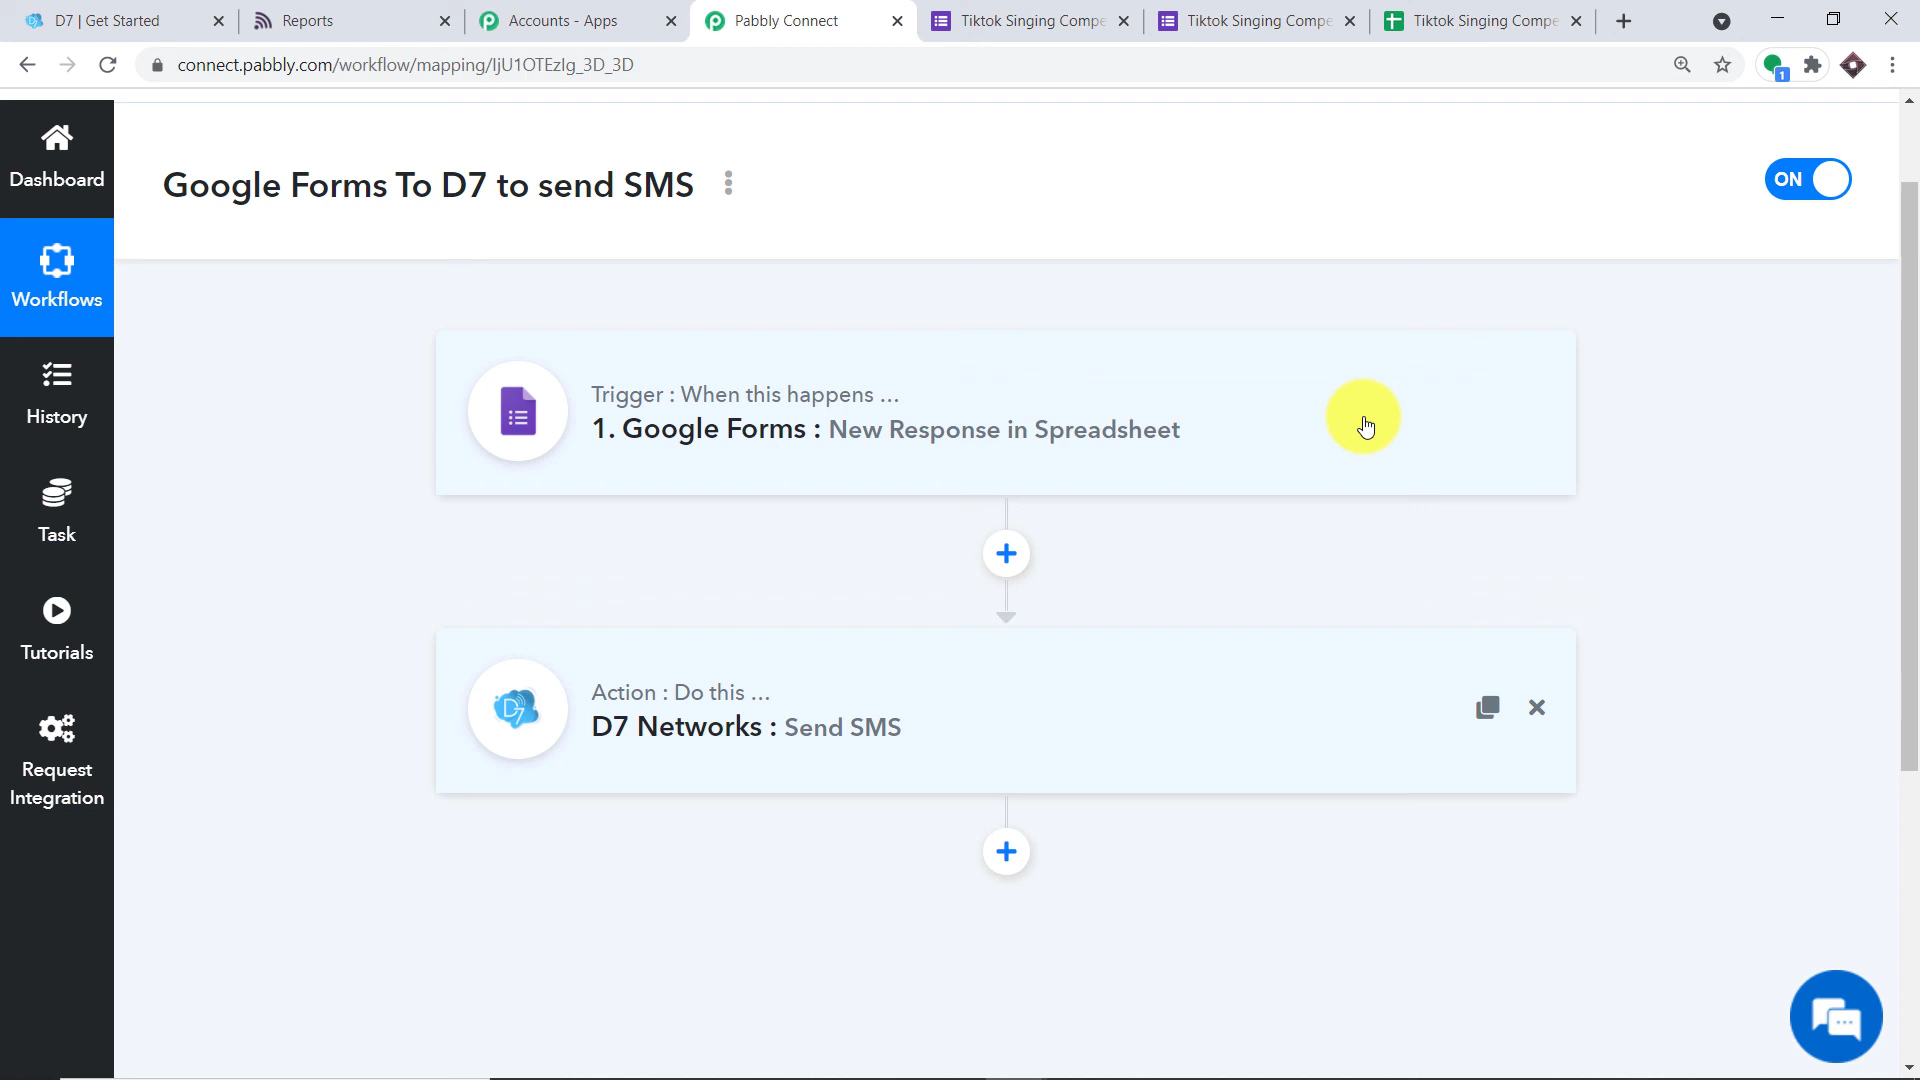 D7 | Get Started
Reports
Accounts - Apps
Pabbly Connect
Tiktok Singing Compe
Tiktok Singing Compe
Tiktok Singing Compe
connect.pabbly.com/workflow/mapping/IjU1OTEzIg_3D_3D
1
Dashboard
Google Forms To D7 to send SMS
ON
Workflows
History
Task
Tutorials
Request
Integration
Trigger : When this happens ...
1. Google Forms : New Response in Spreadsheet
Action : Do this ...
D7 Networks : Send SMS
D7